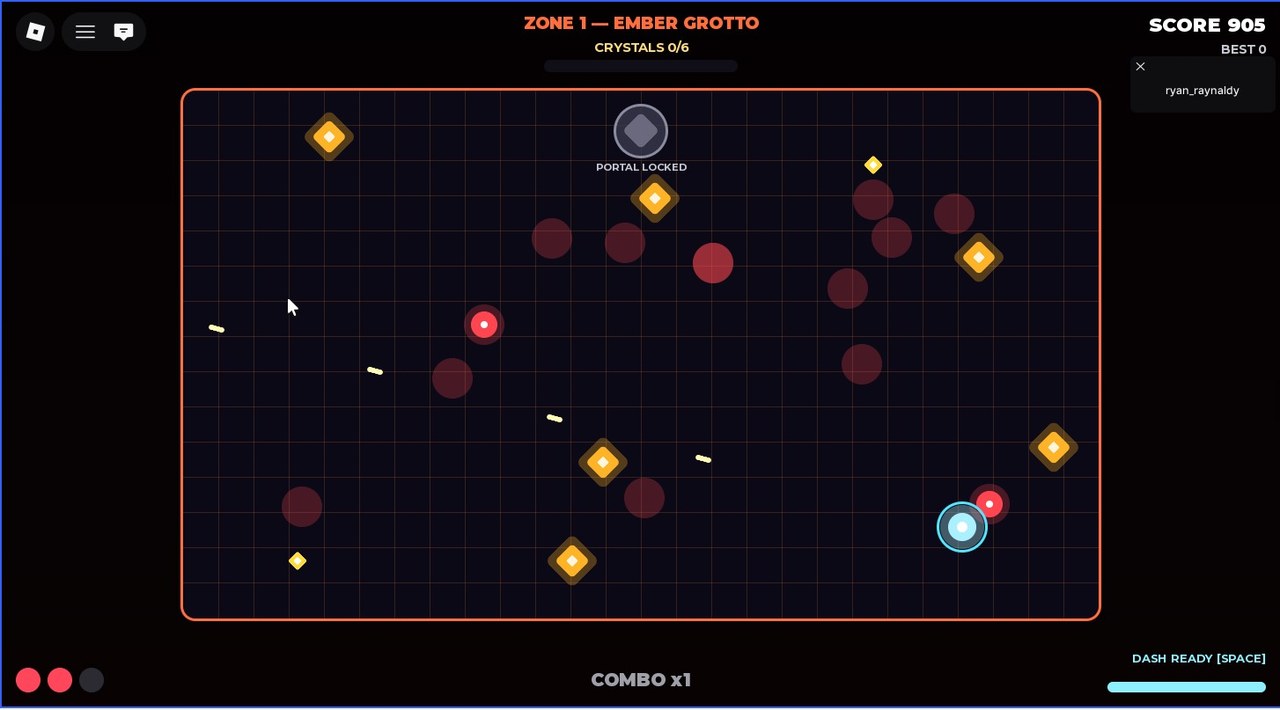 ZONE 1 — EMBER GROTTO
CRYSTALS 0/6
SCORE 905
BEST 0
ryan_raynaldy
PORTAL LOCKED
COMBO x1
DASH READY [SPACE]